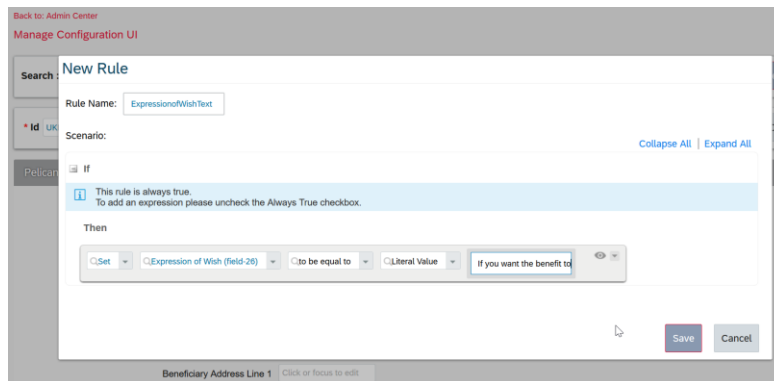 Back to: Admin Center
Manage Configuration UI
Search :
New Rule
Rule Name: ExpressionofWishText
* Id UK
Scenario:
Collapse All | Expand All
Pelican
If
This rule is always true.
To add an expression please uncheck the Always True checkbox.
Then
Set Expression of Wish (field-26) to be equal to Literal Value If you want the benefit to
Save Cancel
Beneficiary Address Line 1 Click or focus to edit